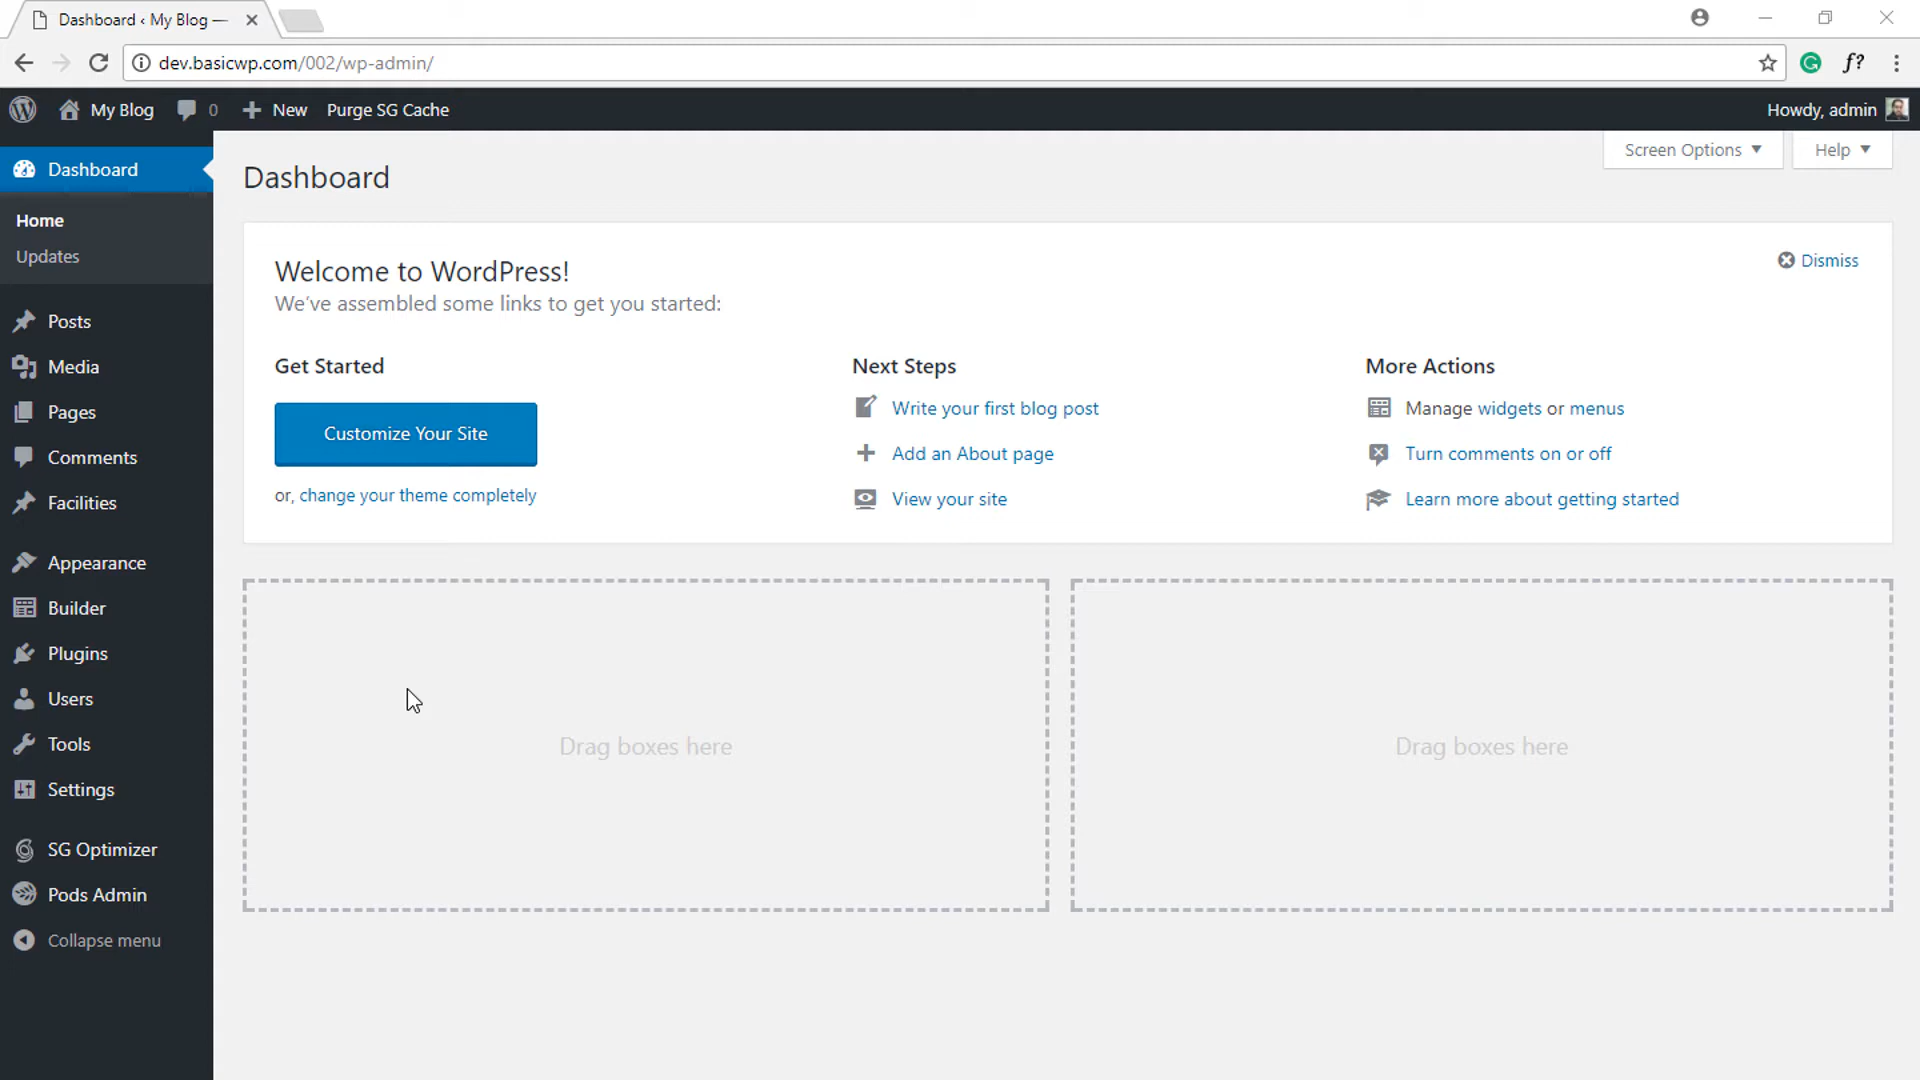 Dashboard ‹ My Blog —
dev.basicwp.com/002/wp-admin/
f?
My Blog 0 New Purge SG Cache Howdy, admin
Screen Options Help
Dashboard
Home
Updates
Posts
Media
Pages
Comments
Facilities
Appearance
Builder
Plugins
Users
Tools
Settings
SG Optimizer
Pods Admin
Collapse menu
Dashboard
Welcome to WordPress!
Dismiss
We've assembled some links to get you started:
Get Started
Customize Your Site
or, change your theme completely
Next Steps
Write your first blog post
Add an About page
View your site
More Actions
Manage widgets or menus
Turn comments on or off
Learn more about getting started
Drag boxes here
Drag boxes here